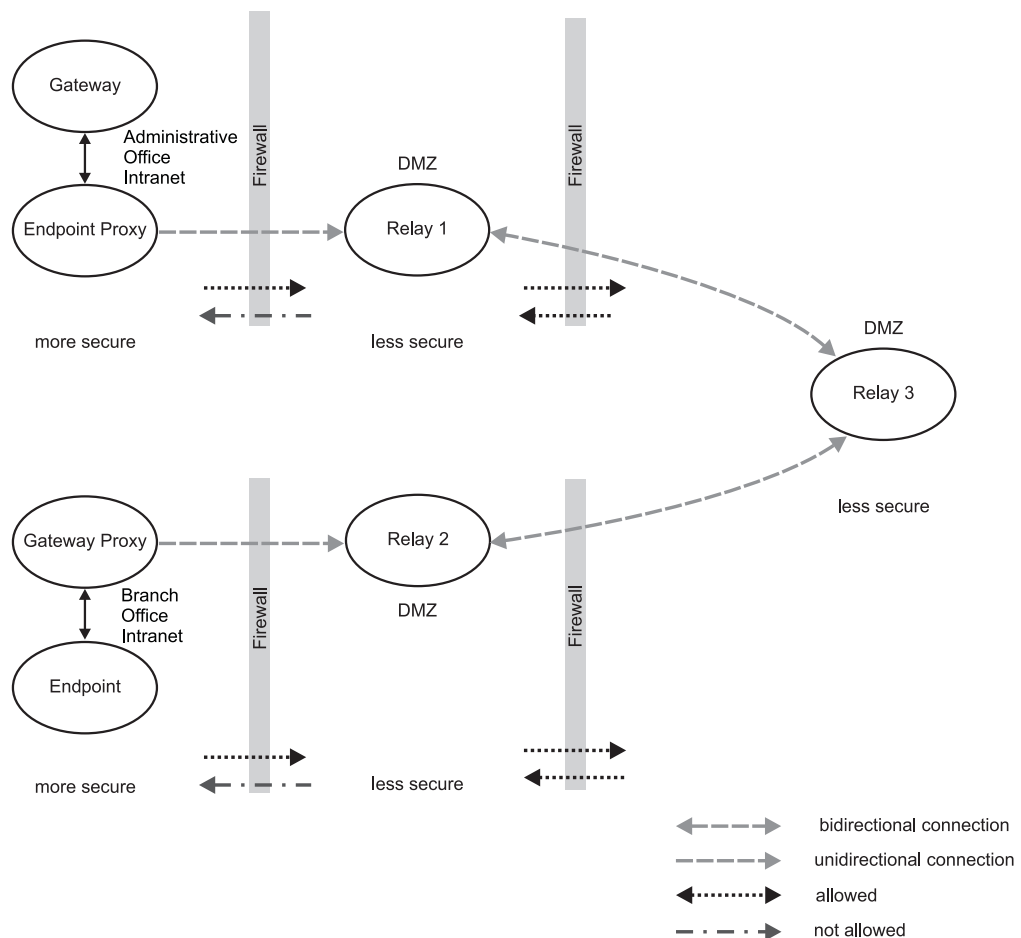 Gateway
Administrative
Office
Intranet
Endpoint Proxy
Firewall
DMZ
Relay 1
Firewall
more secure
less secure
DMZ
Relay 3
less secure
Gateway Proxy
Branch
Office
Intranet
Endpoint
Firewall
Relay 2
DMZ
Firewall
more secure
less secure
bidirectional connection
unidirectional connection
allowed
not allowed